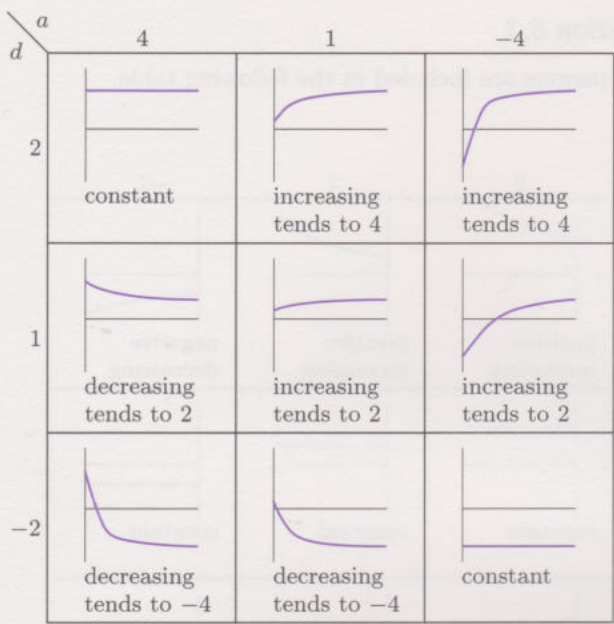 a
d
4 1 −4
2
constant increasing increasing
tends to 4 tends to 4
1
decreasing increasing increasing
tends to 2 tends to 2 tends to 2
−2
decreasing decreasing constant
tends to −4 tends to −4